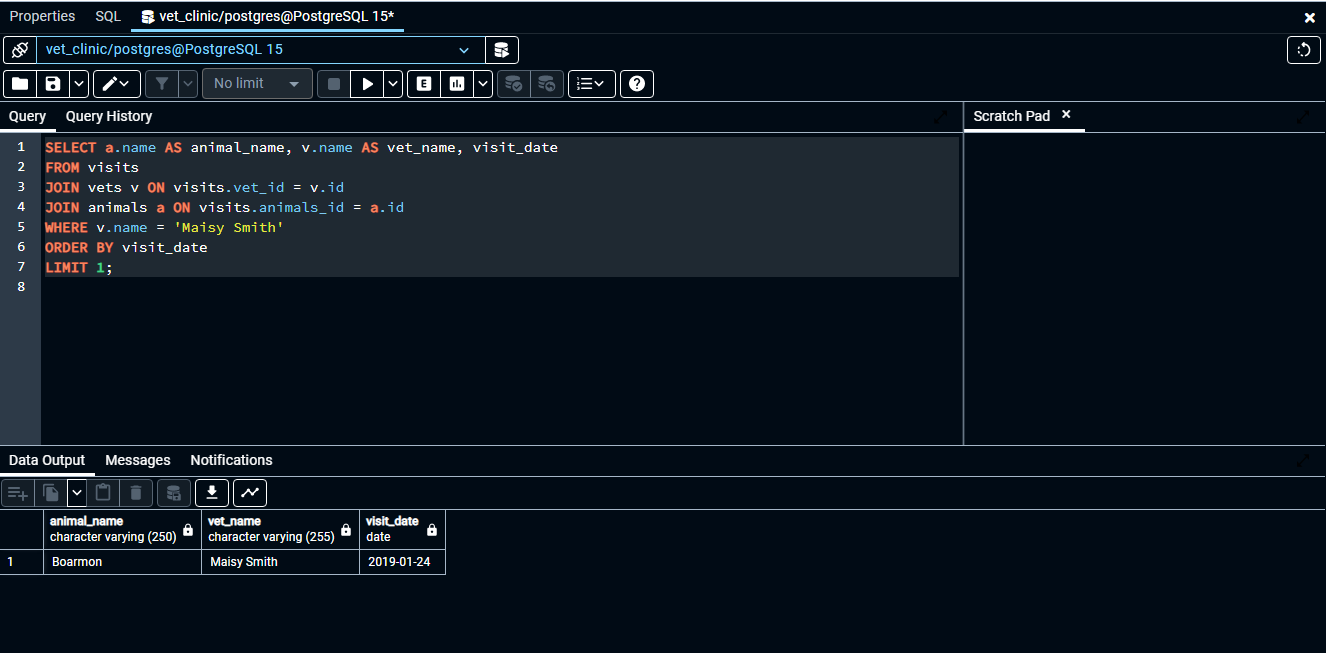 Properties SQL vet_clinic/postgres@PostgreSQL 15*
vet_clinic/postgres@PostgreSQL 15
No limit E
Query Query History Scratch Pad
1 SELECT a.name AS animal_name, v.name AS vet_name, visit_date
2 FROM visits
3 JOIN vets v ON visits.vet_id = v.id
4 JOIN animals a ON visits.animals_id = a.id
5 WHERE v.name = 'Maisy Smith'
6 ORDER BY visit_date
7 LIMIT 1;
8
Data Output Messages Notifications
animal_name vet_name visit_date
character varying (250) character varying (255) date
1 Boarmon Maisy Smith 2019-01-24